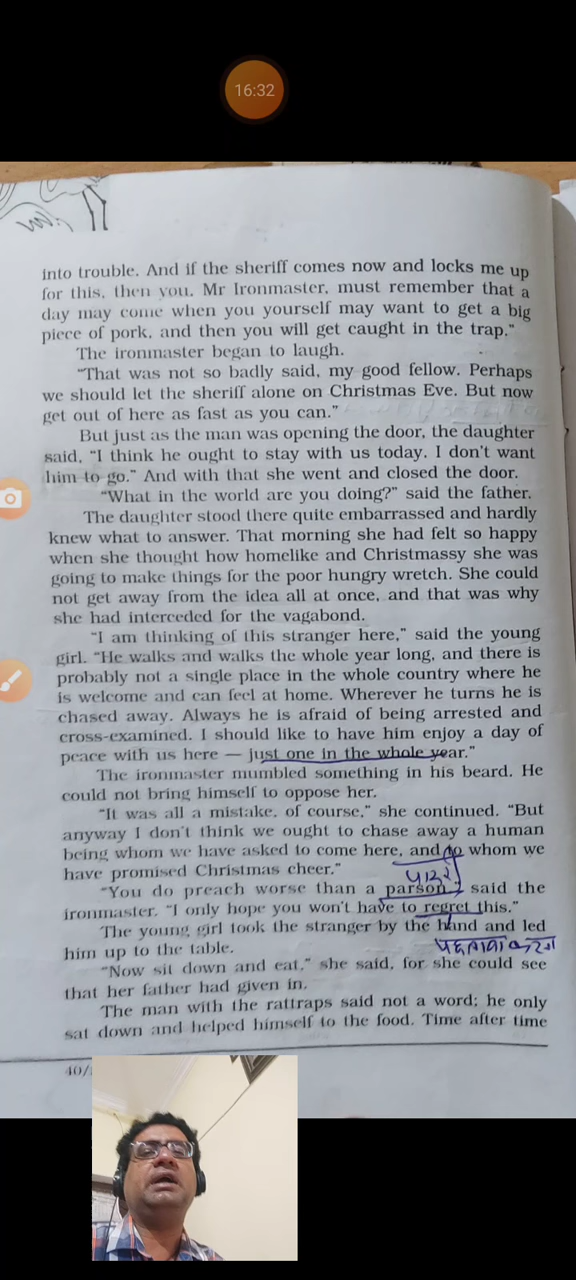 16:32
into trouble. And if the sheriff comes now and locks me up
for this, then you, Mr Ironmaster, must remember that a
day may come when you yourself may want to get a big
piece of pork, and then you will get caught in the trap."
The ironmaster began to laugh.
"That was not so badly said, my good fellow. Perhaps
we should let the sheriff alone on Christmas Eve. But now
get out of here as fast as you can."
But just as the man was opening the door, the daughter
said, "I think he ought to stay with us today. I don't want
him to go." And with that she went and closed the door.
"What in the world are you doing?" said the father.
The daughter stood there quite embarrassed and hardly
knew what to answer. That morning she had felt so happy
when she thought how homelike and Christmassy she was
going to make things for the poor hungry wretch. She could
not get away from the idea all at once, and that was why
she had interceded for the vagabond.
"I am thinking of this stranger here," said the young
girl. "He walks and walks the whole year long, and there is
probably not a single place in the whole country where he
is welcome and can feel at home. Wherever he turns he is
chased away. Always he is afraid of being arrested and
cross-examined. I should like to have him enjoy a day of
peace with us here — just one in the whole year."
The ironmaster mumbled something in his beard. He
could not bring himself to oppose her.
"It was all a mistake, of course," she continued. "But
anyway I don't think we ought to chase away a human
being whom we have asked to come here, and to whom we
have promised Christmas cheer."
"You do preach worse than a parson," said the
ironmaster. "I only hope you won't have to regret this."
The young girl took the stranger by the hand and led
him up to the table.
"Now sit down and eat," she said, for she could see
that her father had given in.
The man with the rattraps said not a word; he only
sat down and helped himself to the food. Time after time
40/